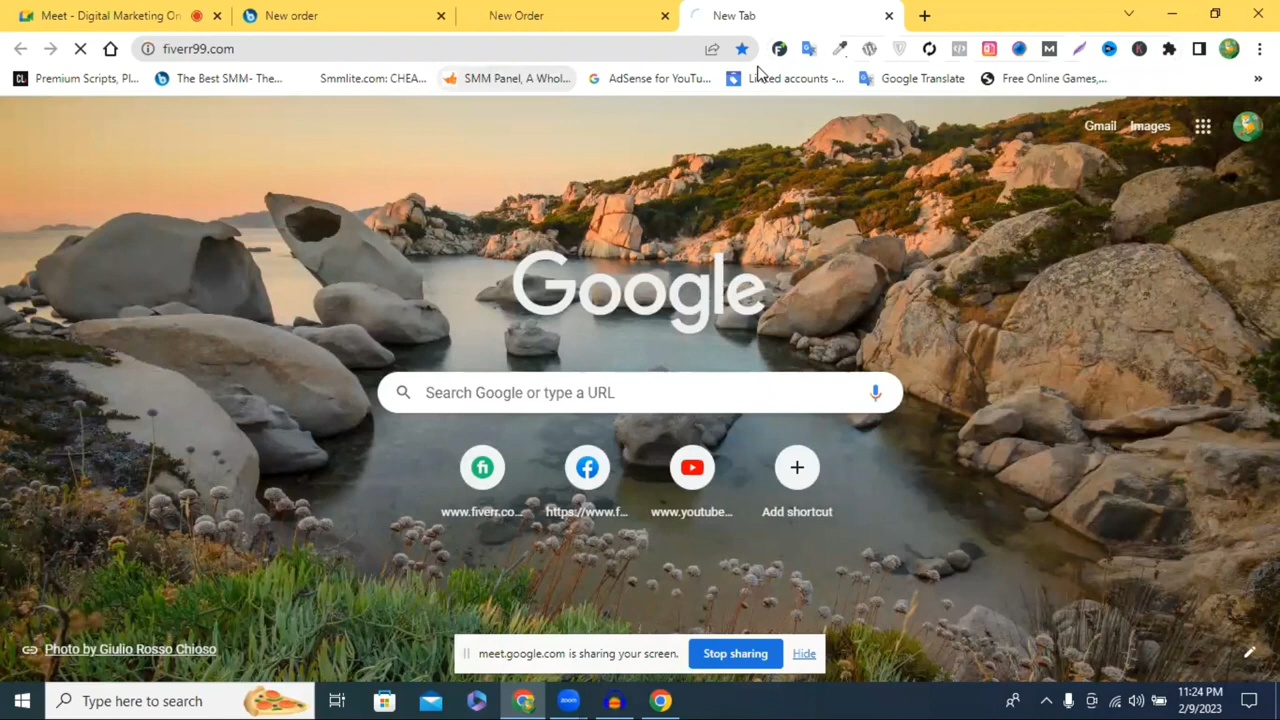 Meet - Digital Marketing On
New order
New Order
New Tab
fiverr99.com
Premium Scripts, Pl...
The Best SMM- The...
Smmlite.com: CHEA...
SMM Panel, A Whol...
AdSense for YouTu...
Linked accounts -...
Google Translate
Free Online Games,...
»
Gmail
Images
Google
Search Google or type a URL
www.fiverr.co...
https://www.f...
www.youtube...
Add shortcut
Photo by Giulio Rosso Chioso
meet.google.com is sharing your screen.
Stop sharing
Hide
Type here to search
zoom
11:24 PM
2/9/2023